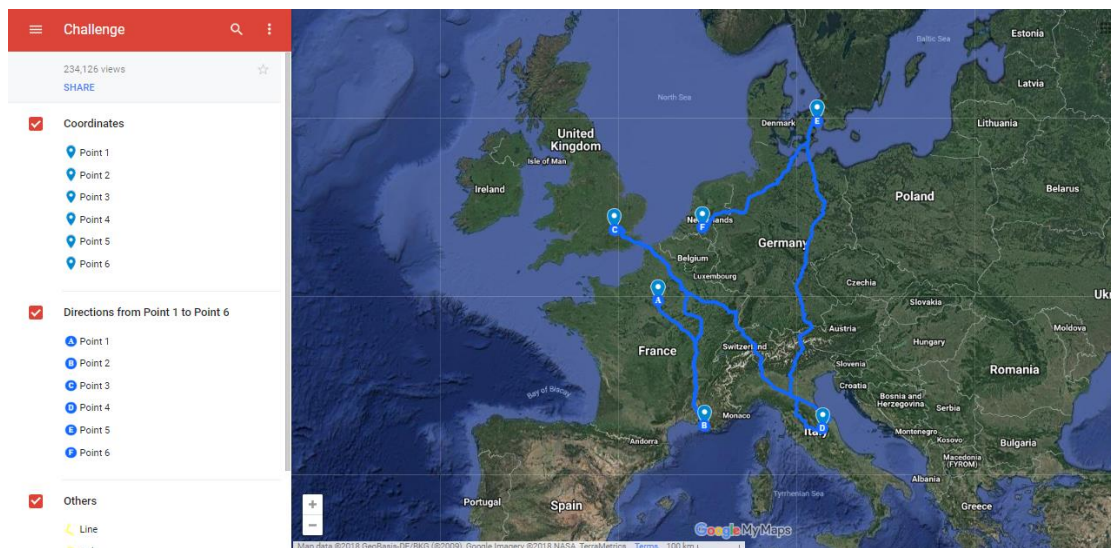 Challenge
234,126 views
SHARE
Coordinates
Point 1
Point 2
Point 3
Point 4
Point 5
Point 6
Directions from Point 1 to Point 6
A Point 1
B Point 2
C Point 3
D Point 4
E Point 5
F Point 6
Others
Line
Baltic Sea
Estonia
Latvia
North Sea
Denmark
E
Lithuania
United
Kingdom
Isle of Man
Ireland
Belarus
Poland
C
F
Germany
Belgium
Luxembourg
A
Czechia
Ukr
Slovakia
Austria
Moldova
Hungary
France
Switzerland
Slovenia
Romania
Croatia
Bay of Biscay
Bosnia and
Herzegovina
Serbia
B
Monaco
D
Italy
Andorra
Montenegro
Kosovo
Bulgaria
Macedonia
(FYROM)
Albania
Portugal
Spain
Tyrrhenian Sea
Greece
+
−
Google My Maps
Map data ©2018 GeoBasis-DE/BKG (©2009), Google Imagery ©2018 NASA, TerraMetrics Terms 100 km